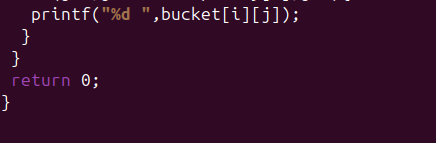 printf("%d ",bucket[i][j]);
}
}
return 0;
}